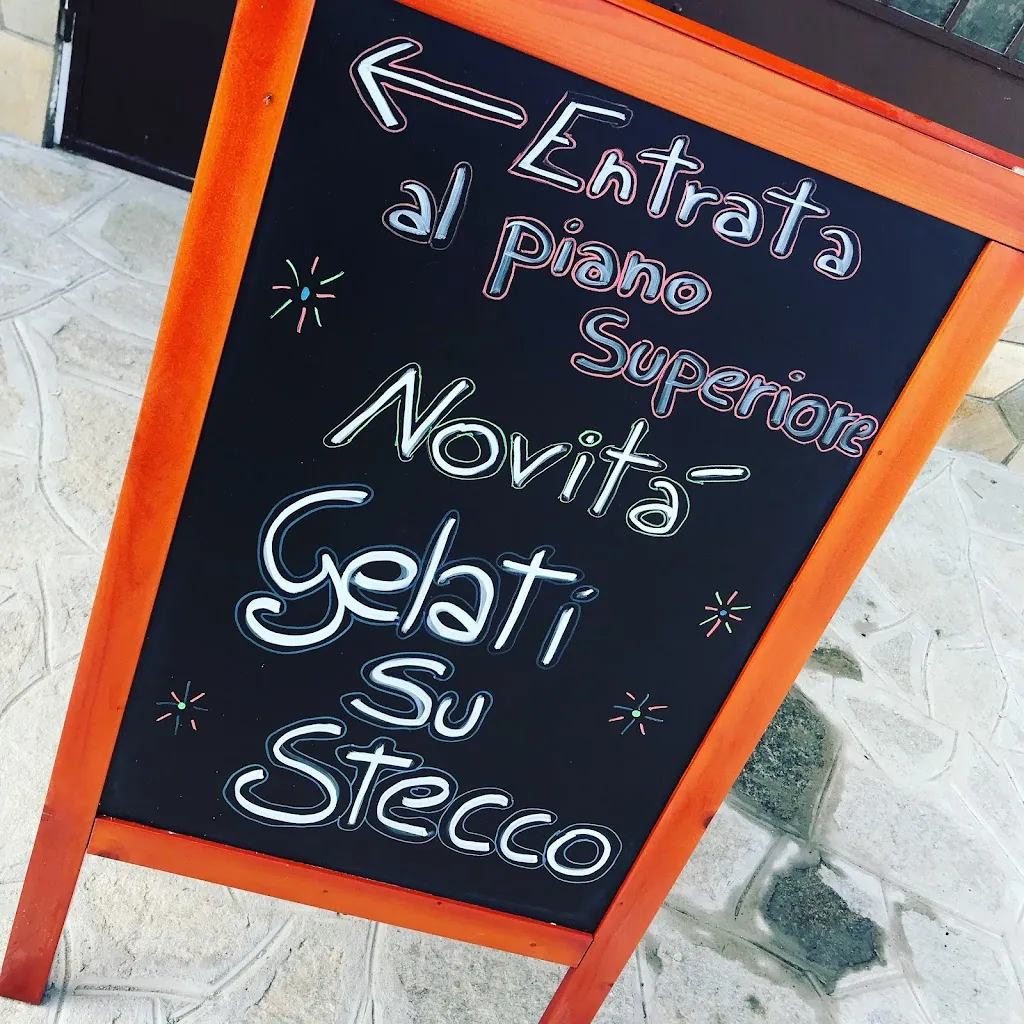 ← Entrata
al piano
Superiore
Novitá
Gelati
su
Stecco